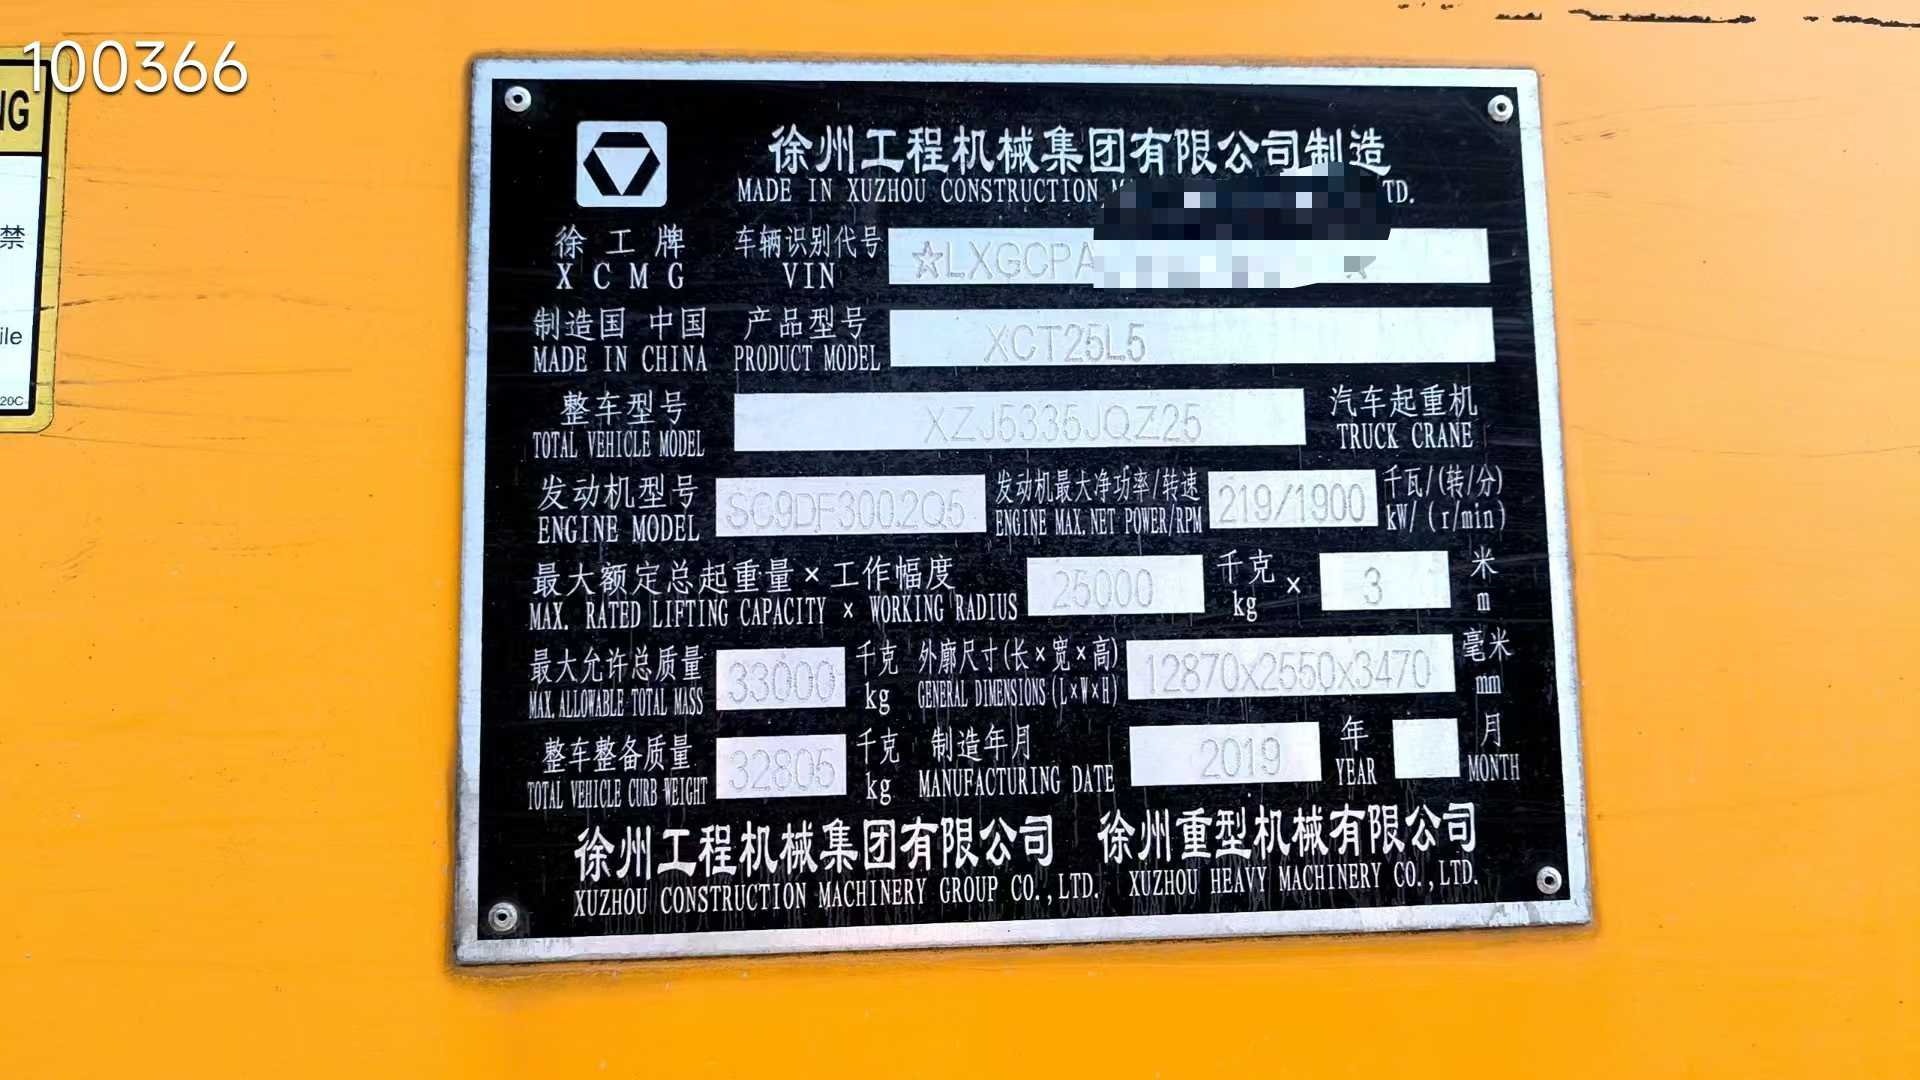 100366
NG
禁
ile
20C
徐州工程机械集团有限公司制造
MADE IN XUZHOU CONSTRUCTION TD.
徐工牌 车辆识别代号 ☆LXGCPA
XCMG VIN
制造国 中国 产品型号 XCT25L5
MADE IN CHINA PRODUCT MODEL
整车型号 XZJ5335JQZ25 汽车起重机
TOTAL VEHICLE MODEL TRUCK CRANE
发动机型号 SC9DF300.2Q5 发动机最大净功率/转速 219/1900 千瓦/(转/分)
ENGINE MODEL ENGINE MAX.NET POWER/RPM kW/(r/min)
最大额定总起重量×工作幅度 25000 千克 × 3 米
MAX. RATED LIFTING CAPACITY × WORKING RADIUS kg m
最大允许总质量 33000 千克 外廓尺寸(长×宽×高) 12870x2550x3470 毫米
MAX.ALLOWABLE TOTAL MASS kg GENERAL DIMENSIONS(L×W×H) mm
整车整备质量 32805 千克 制造年月 2019 年 月
TOTAL VEHICLE CURB WEIGHT kg MANUFACTURING DATE YEAR MONTH
徐州工程机械集团有限公司 徐州重型机械有限公司
XUZHOU CONSTRUCTION MACHINERY GROUP CO.,LTD. XUZHOU HEAVY MACHINERY CO.,LTD.